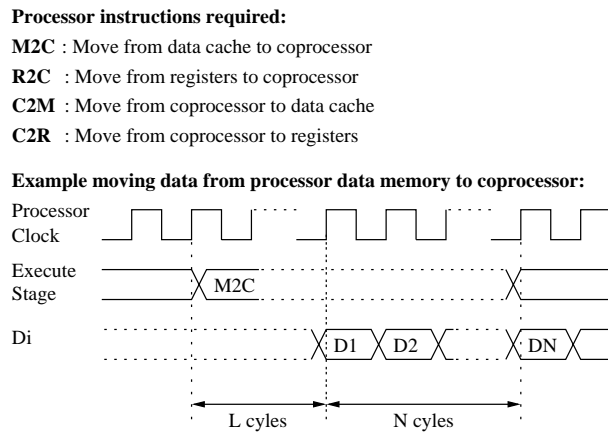 Processor instructions required:
M2C : Move from data cache to coprocessor
R2C : Move from registers to coprocessor
C2M : Move from coprocessor to data cache
C2R : Move from coprocessor to registers
Example moving data from processor data memory to coprocessor:
Processor
Clock
Execute
Stage
M2C
Di
D1
D2
DN
L cyles
N cyles